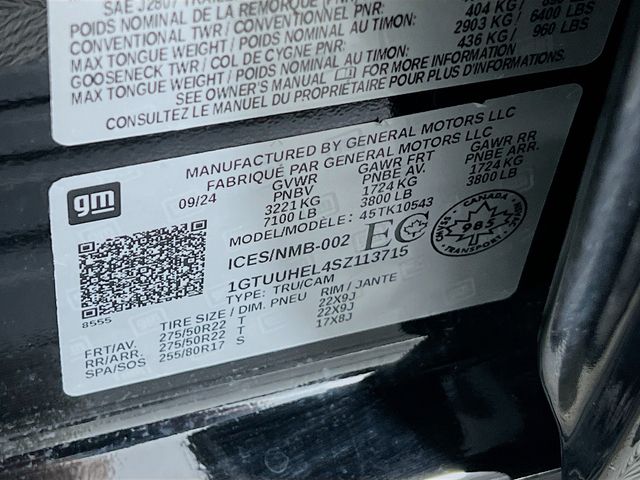 SAE J2807
POIDS NOMINAL DE LA REMORQUE
CONVENTIONAL TWR / CONVENTIONNEL PNR: 404 KG /
MAX TONGUE WEIGHT / POIDS NOMINAL AU TIMON: 2903 KG / 6400 LBS
GOOSENECK TWR / COL DE CYGNE PNR: 436 KG / 960 LBS
MAX TONGUE WEIGHT / POIDS NOMINAL AU TIMON:
SEE OWNER'S MANUAL FOR MORE INFORMATION
CONSULTEZ LE MANUEL DU PROPRIÉTAIRE POUR PLUS D'INFORMATION
gm
MANUFACTURED BY GENERAL MOTORS LLC
FABRIQUÉ PAR GENERAL MOTORS LLC
09/24 GVWR GAWR FRT GAWR RR
PNBV PNBE AV. PNBE ARR.
3221 KG 1724 KG 1724 KG
7100 LB 3800 LB 3800 LB
MODEL/MODÈLE: 45TK10543
ICES/NMB-002 EC
CANADA
985
TRANSPORT
1GTUUHEL4SZ113715
TYPE: TRU/CAM
8555
TIRE SIZE / DIM. PNEU RIM / JANTE
FRT/AV. 275/50R22 T 22X9J
RR/ARR. 275/50R22 T 22X9J
SPA/SOS 255/80R17 S 17X8J